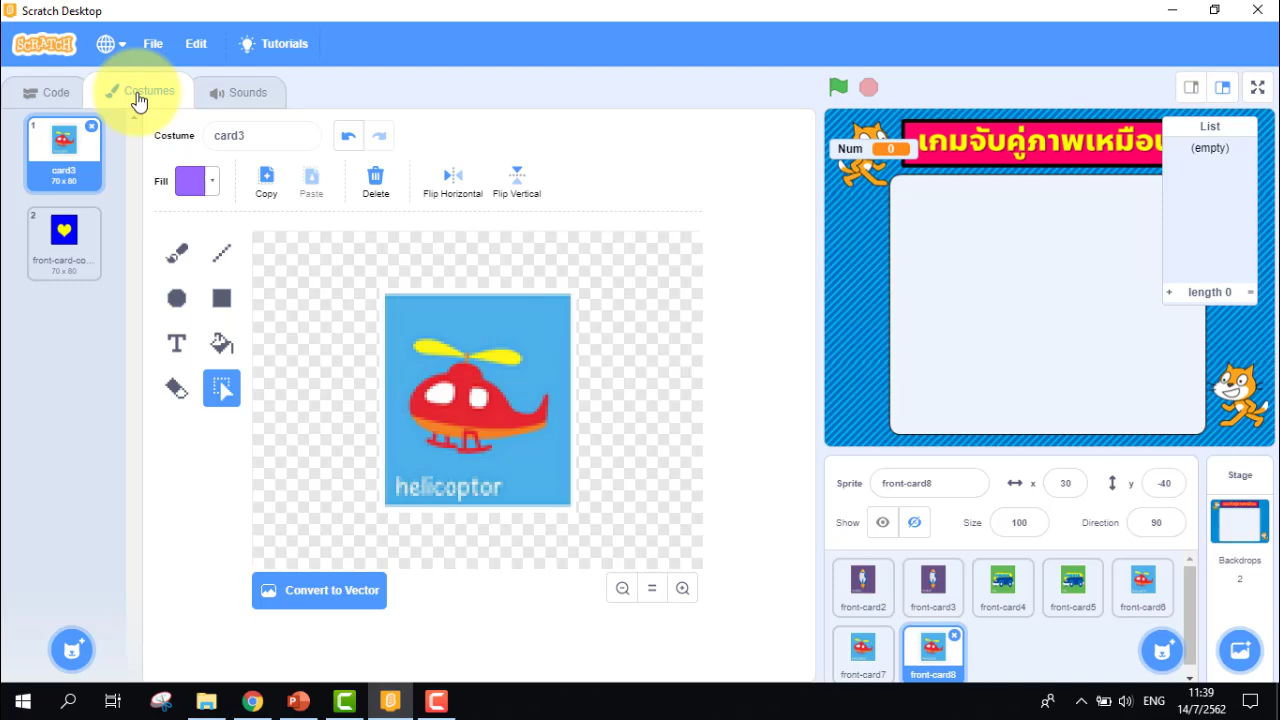 Scratch Desktop
SCRATCH File Edit Tutorials
Code Costumes Sounds
1
card3
70 x 80
2
front-card-co...
70 x 80
Costume card3
Fill Copy Paste Delete Flip Horizontal Flip Vertical
helicoptor
Convert to Vector
Num 0
เกมจับคู่ภาพเหมือน
List
(empty)
+ length 0 =
Sprite front-card8 x 30 y -40
Show Size 100 Direction 90
front-card2 front-card3 front-card4 front-card5 front-card6
front-card7 front-card8
Stage
Backdrops
2
ENG
11:39
14/7/2562